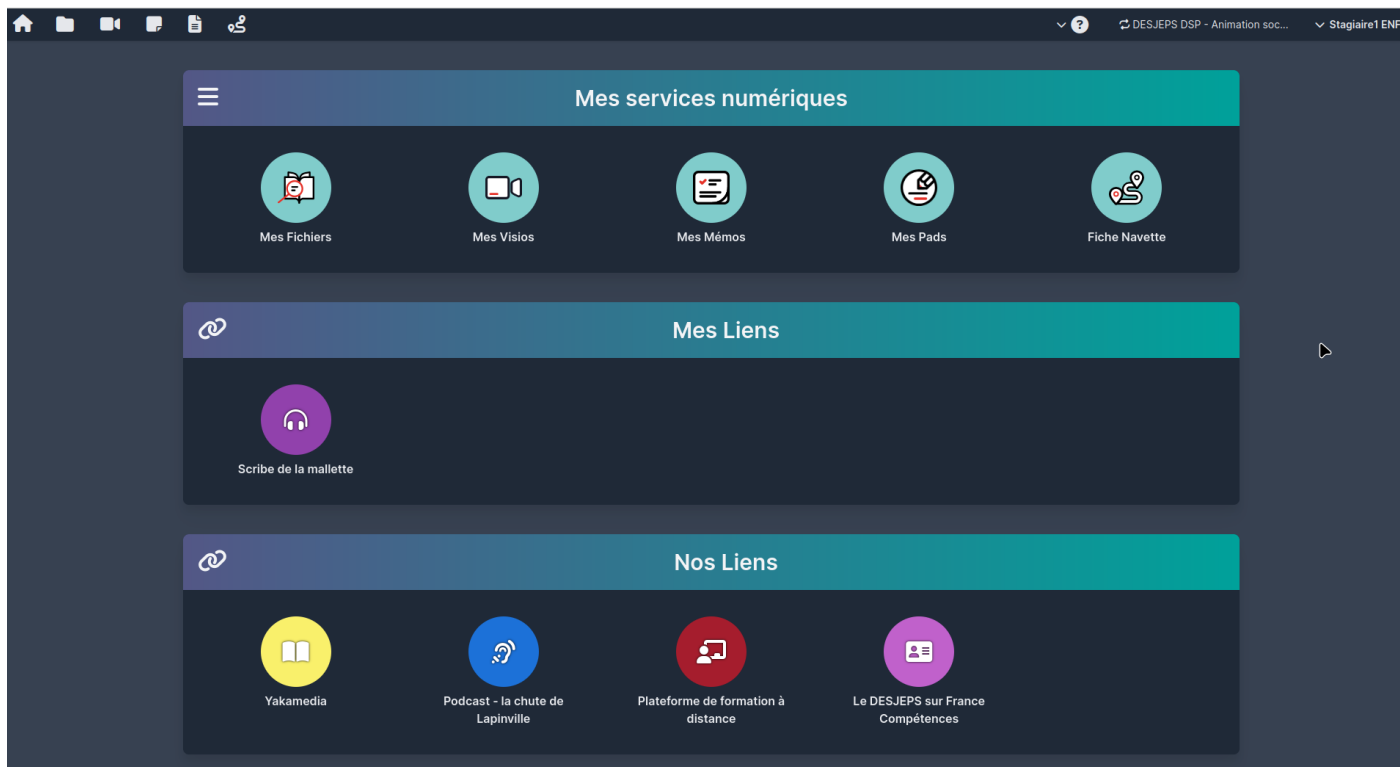 ? DESJEPS DSP - Animation soc... Stagiaire1 ENF
Mes services numériques
Mes Fichiers Mes Visios Mes Mémos Mes Pads Fiche Navette
Mes Liens
Scribe de la mallette
Nos Liens
Yakamedia Podcast - la chute de Plateforme de formation à Le DESJEPS sur France
Lapinville distance Compétences